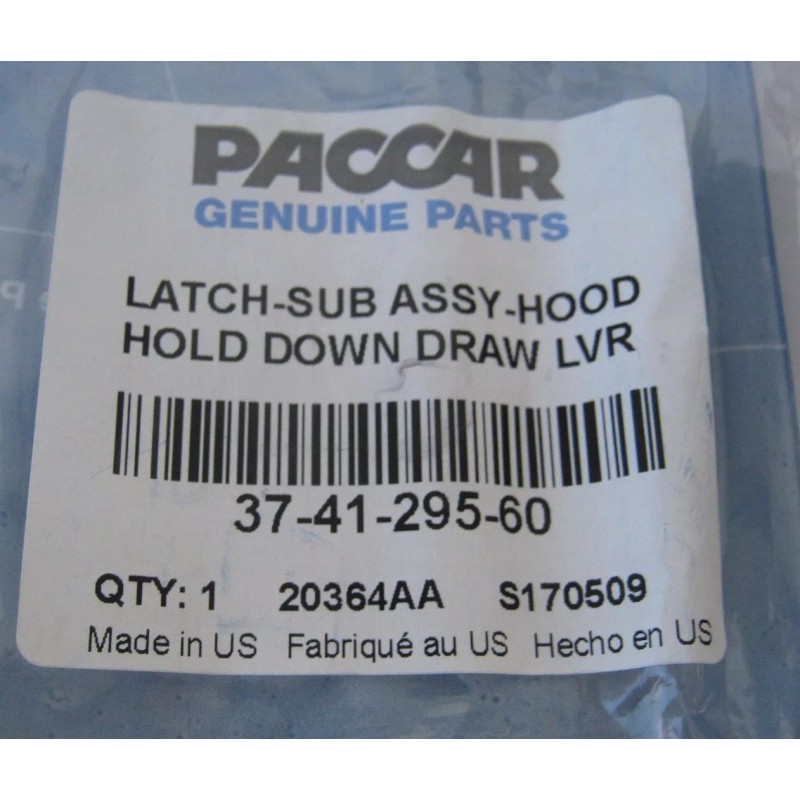 PACCAR
GENUINE PARTS
LATCH-SUB ASSY-HOOD
HOLD DOWN DRAW LVR
37-41-295-60
QTY: 1 20364AA S170509
Made in US Fabriqué au US Hecho en US